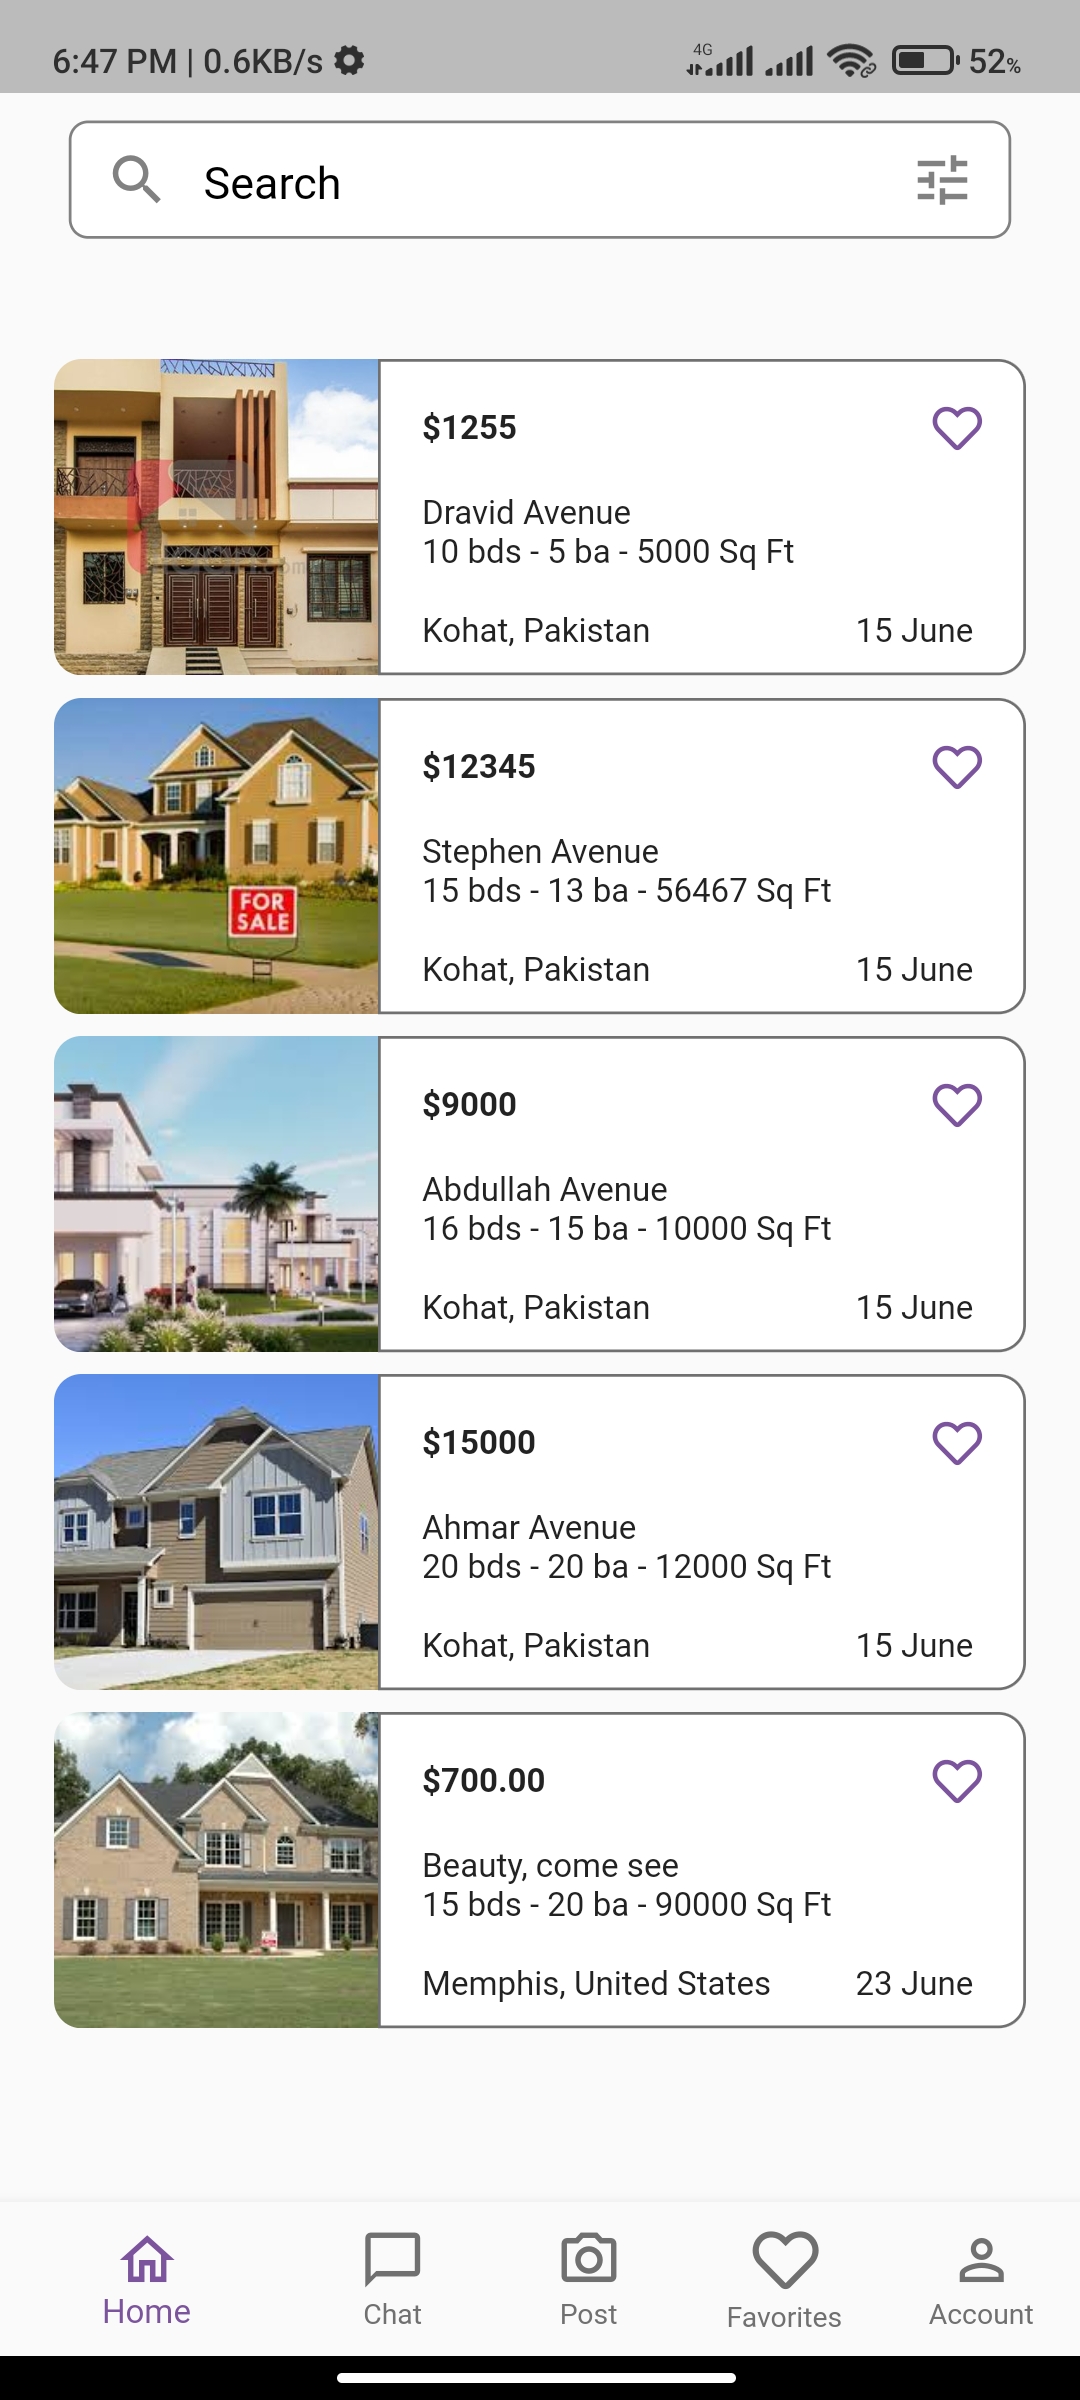 6:47 PM | 0.6KB/s
4G
52%
Search
$1255
Dravid Avenue
10 bds - 5 ba - 5000 Sq Ft
Kohat, Pakistan 15 June
$12345
Stephen Avenue
15 bds - 13 ba - 56467 Sq Ft
Kohat, Pakistan 15 June
FOR
SALE
$9000
Abdullah Avenue
16 bds - 15 ba - 10000 Sq Ft
Kohat, Pakistan 15 June
$15000
Ahmar Avenue
20 bds - 20 ba - 12000 Sq Ft
Kohat, Pakistan 15 June
$700.00
Beauty, come see
15 bds - 20 ba - 90000 Sq Ft
Memphis, United States 23 June
Home Chat Post Favorites Account